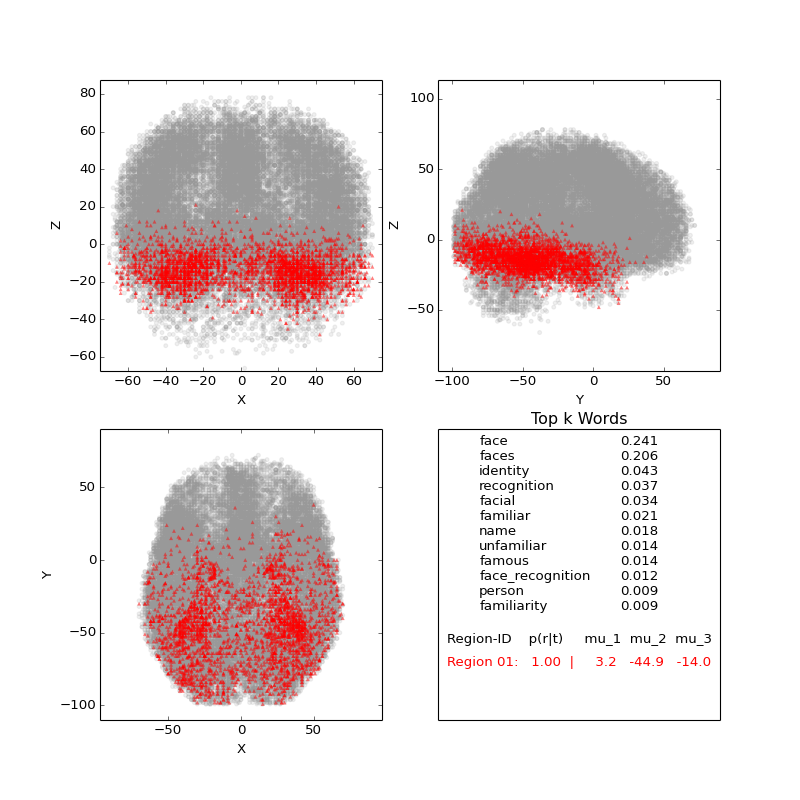 80
60
40
20
0
−20
−40
−60
Z
−60 −40 −20 0 20 40 60
X
100
50
0
−50
Z
−100 −50 0 50
Y
50
0
−50
−100
Y
−50 0 50
X
Top k Words
face 0.241
faces 0.206
identity 0.043
recognition 0.037
facial 0.034
familiar 0.021
name 0.018
unfamiliar 0.014
famous 0.014
face_recognition 0.012
person 0.009
familiarity 0.009
Region-ID p(r|t) mu_1 mu_2 mu_3
Region 01: 1.00 | 3.2 -44.9 -14.0